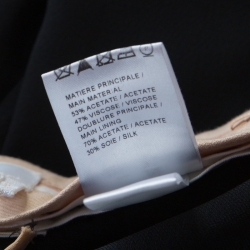 MATIERE PRINCIPALE /
MAIN MATERIAL
53% ACETATE / ACETATE
47% VISCOSE / VISCOSE
DOUBLURE PRINCIPALE /
MAIN LINING
70% ACETATE / ACETATE
30% SOIE / SILK